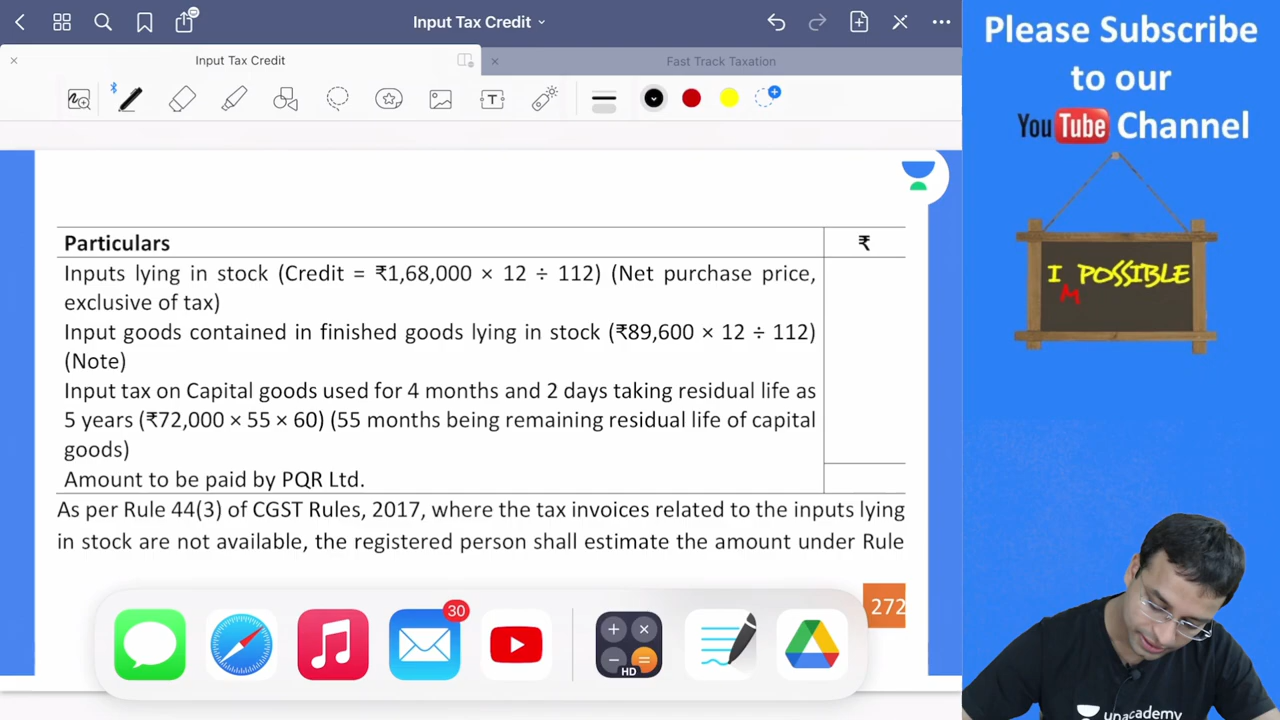 Input Tax Credit
Input Tax Credit
Fast Track Taxation
Please Subscribe
to our
YouTube Channel
I POSSIBLE
M
Particulars ₹
Inputs lying in stock (Credit = ₹1,68,000 × 12 ÷ 112) (Net purchase price,
exclusive of tax)
Input goods contained in finished goods lying in stock (₹89,600 × 12 ÷ 112)
(Note)
Input tax on Capital goods used for 4 months and 2 days taking residual life as
5 years (₹72,000 × 55 × 60) (55 months being remaining residual life of capital
goods)
Amount to be paid by PQR Ltd.
As per Rule 44(3) of CGST Rules, 2017, where the tax invoices related to the inputs lying
in stock are not available, the registered person shall estimate the amount under Rule
272
30
HD
unacademy